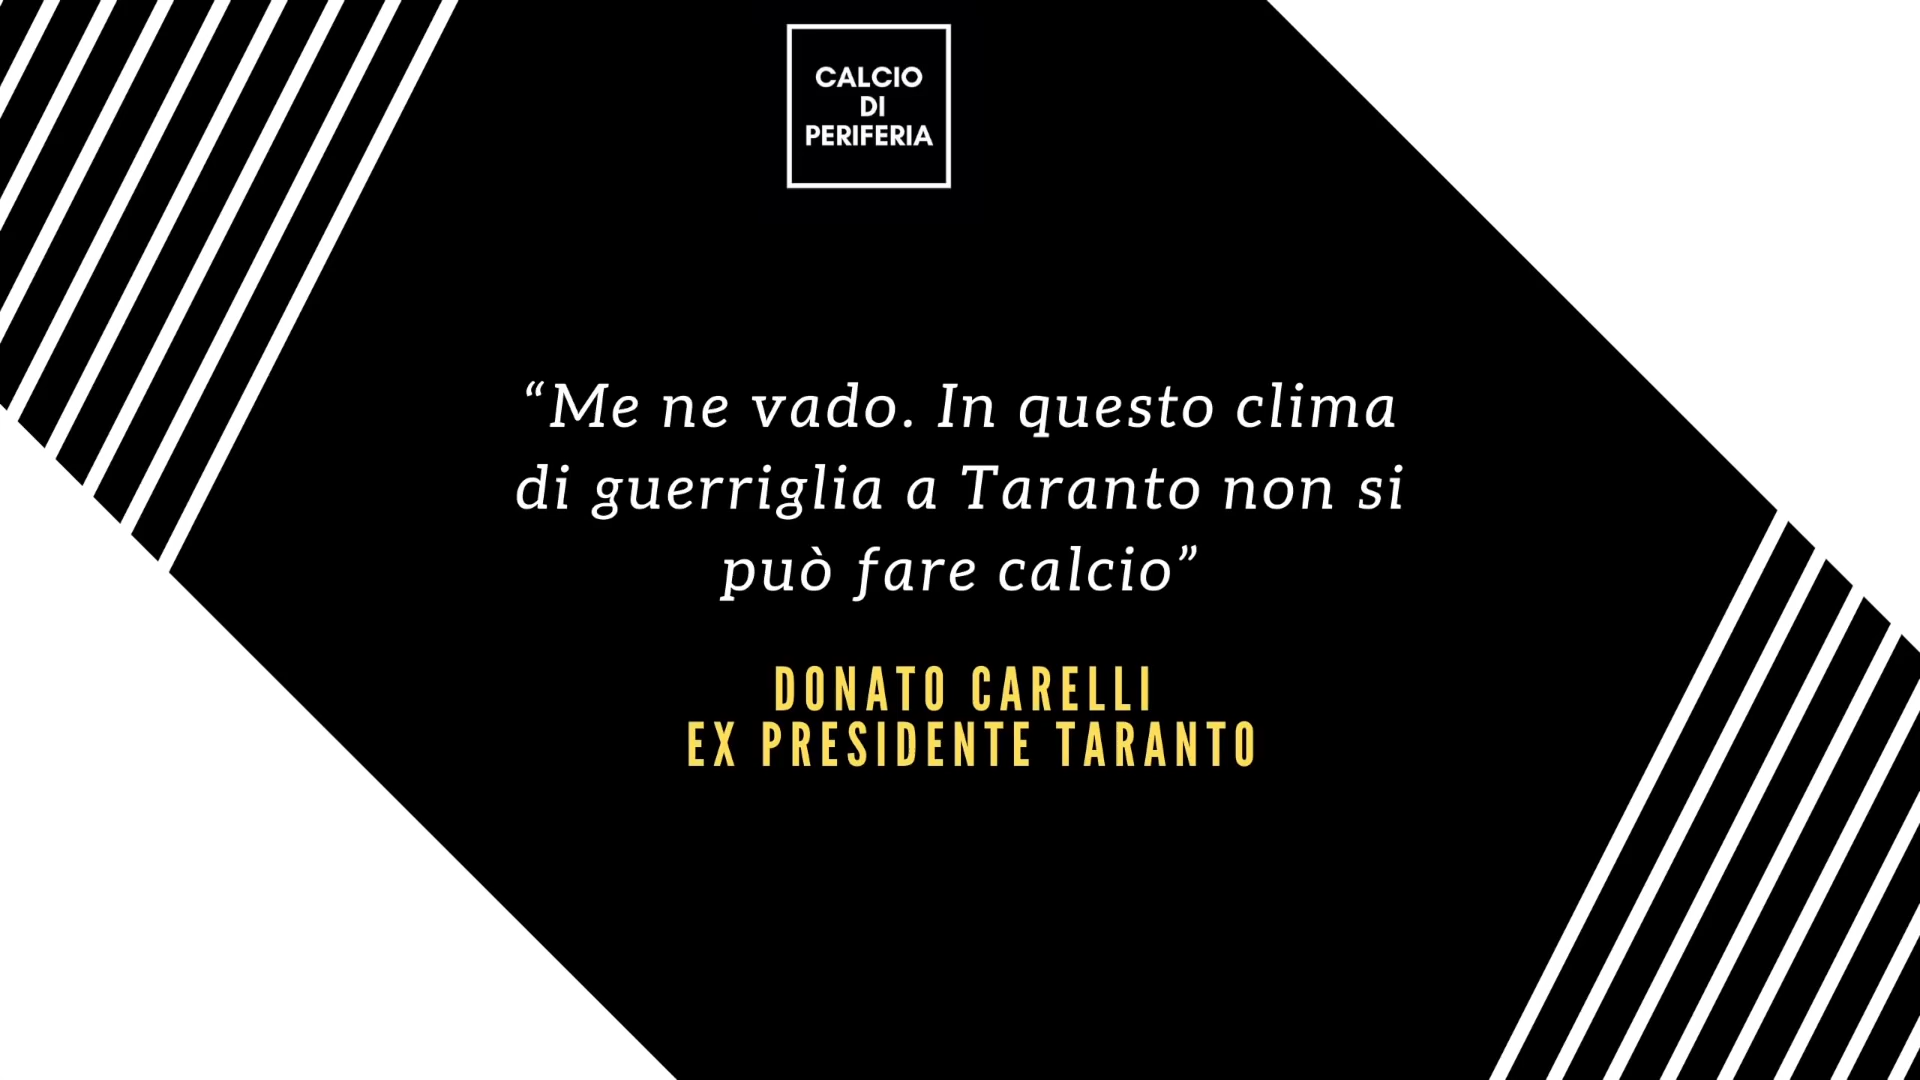 CALCIO
DI
PERIFERIA
“Me ne vado. In questo clima
di guerriglia a Taranto non si
può fare calcio”
DONATO CARELLI
EX PRESIDENTE TARANTO